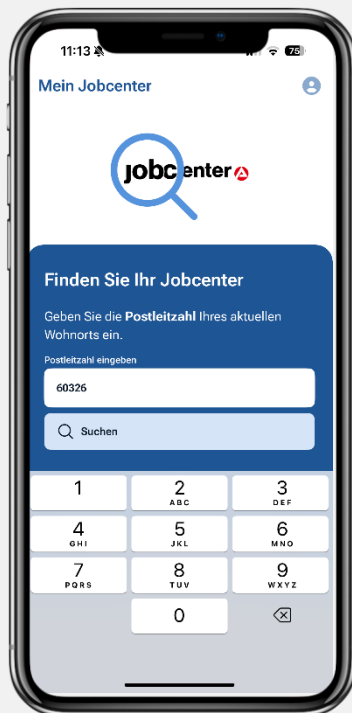 11:13
75
Mein Jobcenter
jobcenter
Finden Sie Ihr Jobcenter
Geben Sie die Postleitzahl Ihres aktuellen
Wohnorts ein.
Postleitzahl eingeben
60326
Suchen
1
2
ABC
3
DEF
4
GHI
5
JKL
6
MNO
7
PQRS
8
TUV
9
WXYZ
0